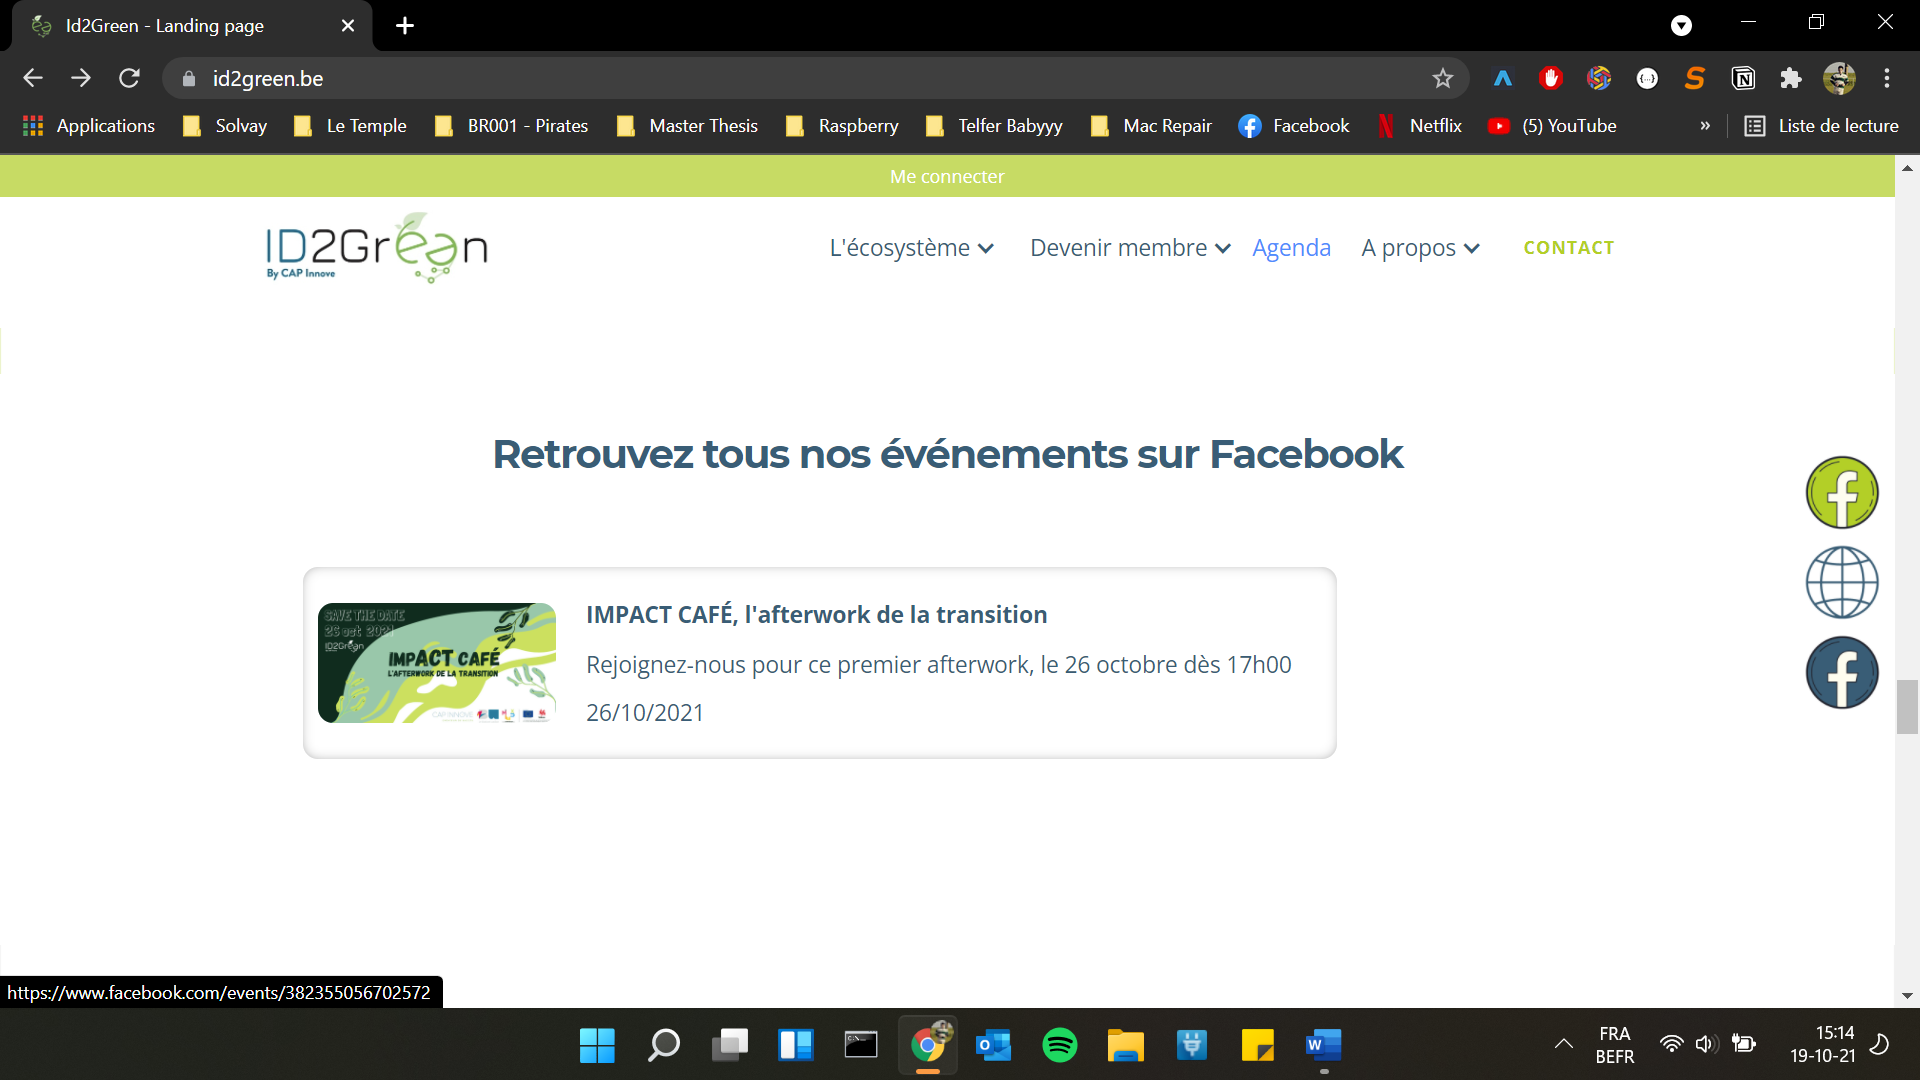 Id2Green - Landing page
id2green.be
Applications
Solvay
Le Temple
BR001 - Pirates
Master Thesis
Raspberry
Telfer Babyyy
Mac Repair
Facebook
Netflix
(5) YouTube
»
Liste de lecture
Me connecter
ID2Green
By CAP Innove
L'écosystème
Devenir membre
Agenda
A propos
CONTACT
Retrouvez tous nos événements sur Facebook
SAVE THE DATE
26 oct 2021
ID2Green
IMPACT CAFÉ
L'AFTERWORK DE LA TRANSITION
CAP INNOVE
IMPACT CAFÉ, l'afterwork de la transition
Rejoignez-nous pour ce premier afterwork, le 26 octobre dès 17h00
26/10/2021
https://www.facebook.com/events/382355056702572
FRA
BEFR
15:14
19-10-21